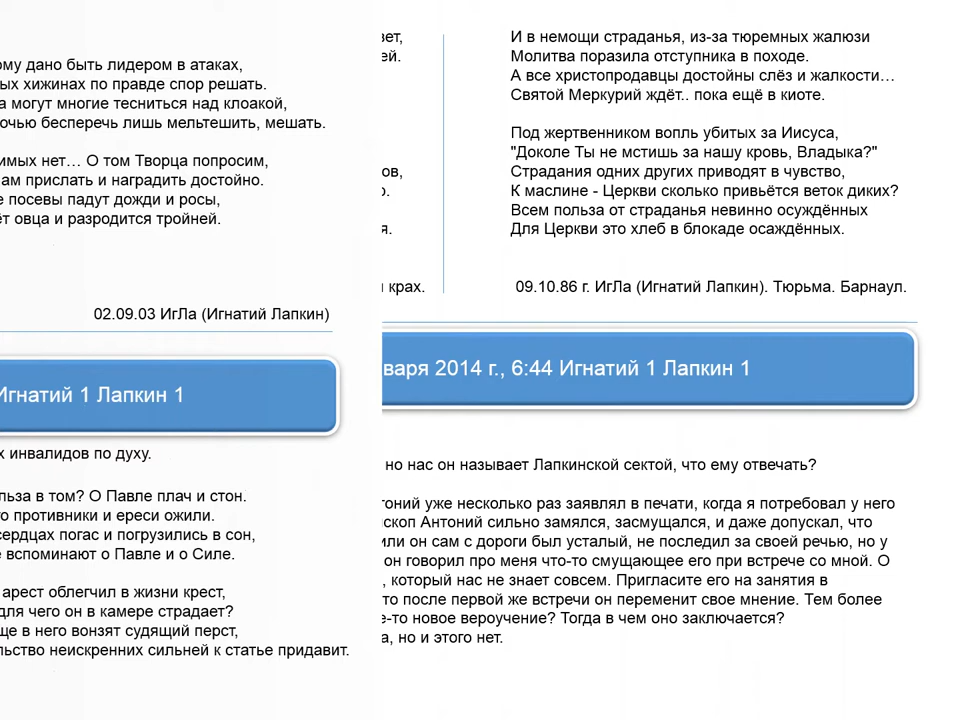 ому дано быть лидером в атаках,
ых хижинах по правде спор решать.
а могут многие тесниться над клоакой,
очью бесперечь лишь мельтешить, мешать.
имых нет… О том Творца попросим,
ам прислать и наградить достойно.
е посевы падут дожди и росы,
ёт овца и разродится тройней.
02.09.03 ИгЛа (Игнатий Лапкин)
Игнатий 1 Лапкин 1
х инвалидов по духу.
льза в том? О Павле плач и стон.
о противники и ереси ожили.
сердцах погас и погрузились в сон,
е вспоминают о Павле и о Силе.
арест облегчил в жизни крест,
для чего он в камере страдает?
ще в него вонзят судящий перст,
льство неискренних сильней к статье придавит.
вет,
ей.
ов,
о.
я.
и крах.
И в немощи страданья, из-за тюремных жалюзи
Молитва поразила отступника в походе.
А все христопродавцы достойны слёз и жалкости…
Святой Меркурий ждёт.. пока ещё в киоте.
Под жертвенником вопль убитых за Иисуса,
"Доколе Ты не мстишь за нашу кровь, Владыка?"
Страдания одних других приводят в чувство,
К маслине - Церкви сколько привьётся веток диких?
Всем польза от страданья невинно осуждённых
Для Церкви это хлеб в блокаде осаждённых.
09.10.86 г. ИгЛа (Игнатий Лапкин). Тюрьма. Барнаул.
варя 2014 г., 6:44 Игнатий 1 Лапкин 1
но нас он называет Лапкинской сектой, что ему отвечать?
тоний уже несколько раз заявлял в печати, когда я потребовал у него
скоп Антоний сильно замялся, засмущался, и даже допускал, что
или он сам с дороги был усталый, не последил за своей речью, но у
он говорил про меня что-то смущающее его при встрече со мной. О
, который нас не знает совсем. Пригласите его на занятия в
то после первой же встречи он переменит свое мнение. Тем более
е-то новое вероучение? Тогда в чем оно заключается?
а, но и этого нет.